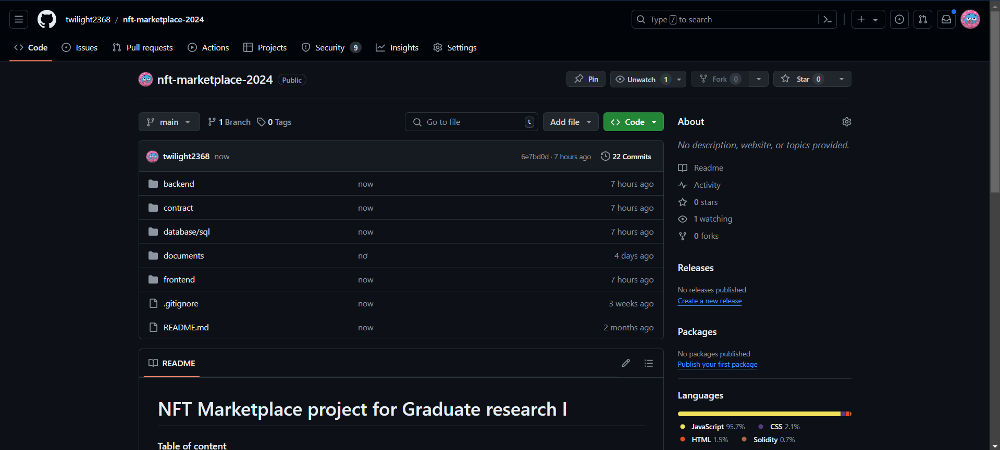 twilight2368 / nft-marketplace-2024
Type / to search
Code Issues Pull requests Actions Projects Security 9 Insights Settings
nft-marketplace-2024 Public
Pin Unwatch 1 Fork 0 Star 0
main 1 Branch 0 Tags Go to file t Add file Code
twilight2368 now 6e7bd0d · 7 hours ago 22 Commits
backend now 7 hours ago
contract now 7 hours ago
database/sql now 7 hours ago
documents nơ 4 days ago
frontend now 7 hours ago
.gitignore now 3 weeks ago
README.md now 2 months ago
README
NFT Marketplace project for Graduate research I
Table of content
About
No description, website, or topics provided.
Readme
Activity
0 stars
1 watching
0 forks
Releases
No releases published
Create a new release
Packages
No packages published
Publish your first package
Languages
JavaScript 95.7% CSS 2.1%
HTML 1.5% Solidity 0.7%